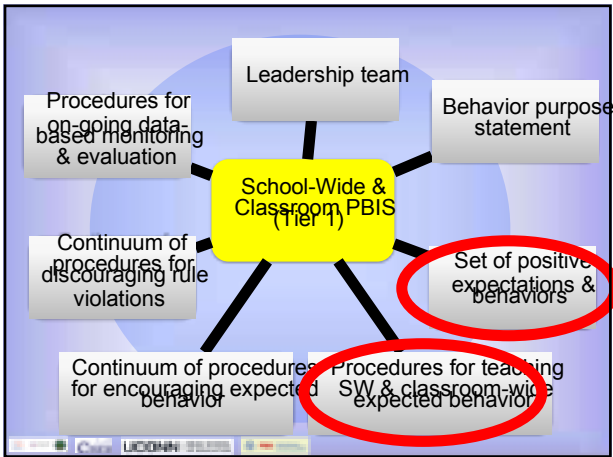 Leadership team
Procedures for
on-going data-
based monitoring
& evaluation
Behavior purpose
statement
School-Wide &
Classroom PBIS
(Tier 1)
Continuum of
procedures for
discouraging rule
violations
Set of positive
expectations &
behaviors
Continuum of procedures
for encouraging expected
behavior
Procedures for teaching
SW & classroom-wide
expected behavior
UCONN